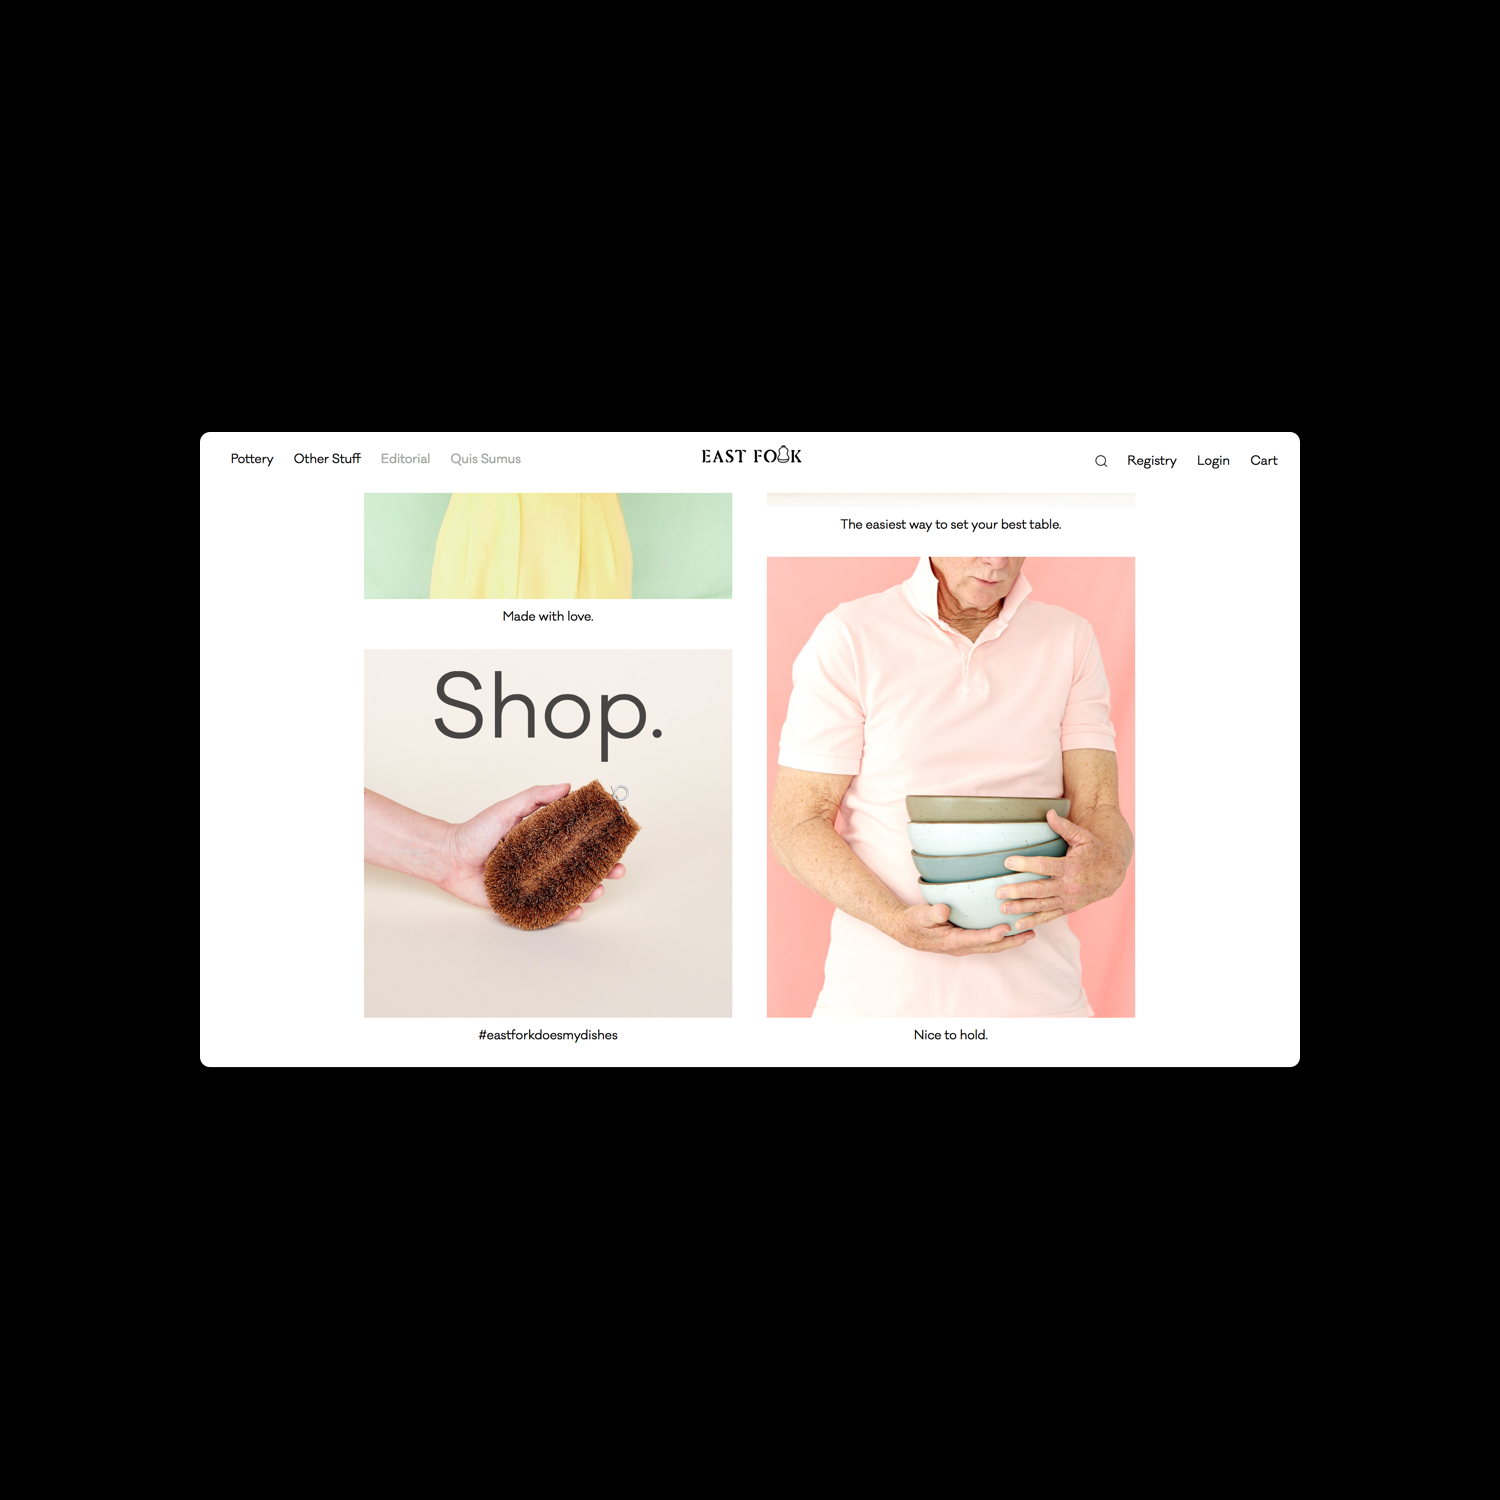 Pottery Other Stuff Editorial Quis Sumus
EAST FORK
Registry Login Cart
Made with love.
The easiest way to set your best table.
Shop.
#eastforkdoesmydishes
Nice to hold.